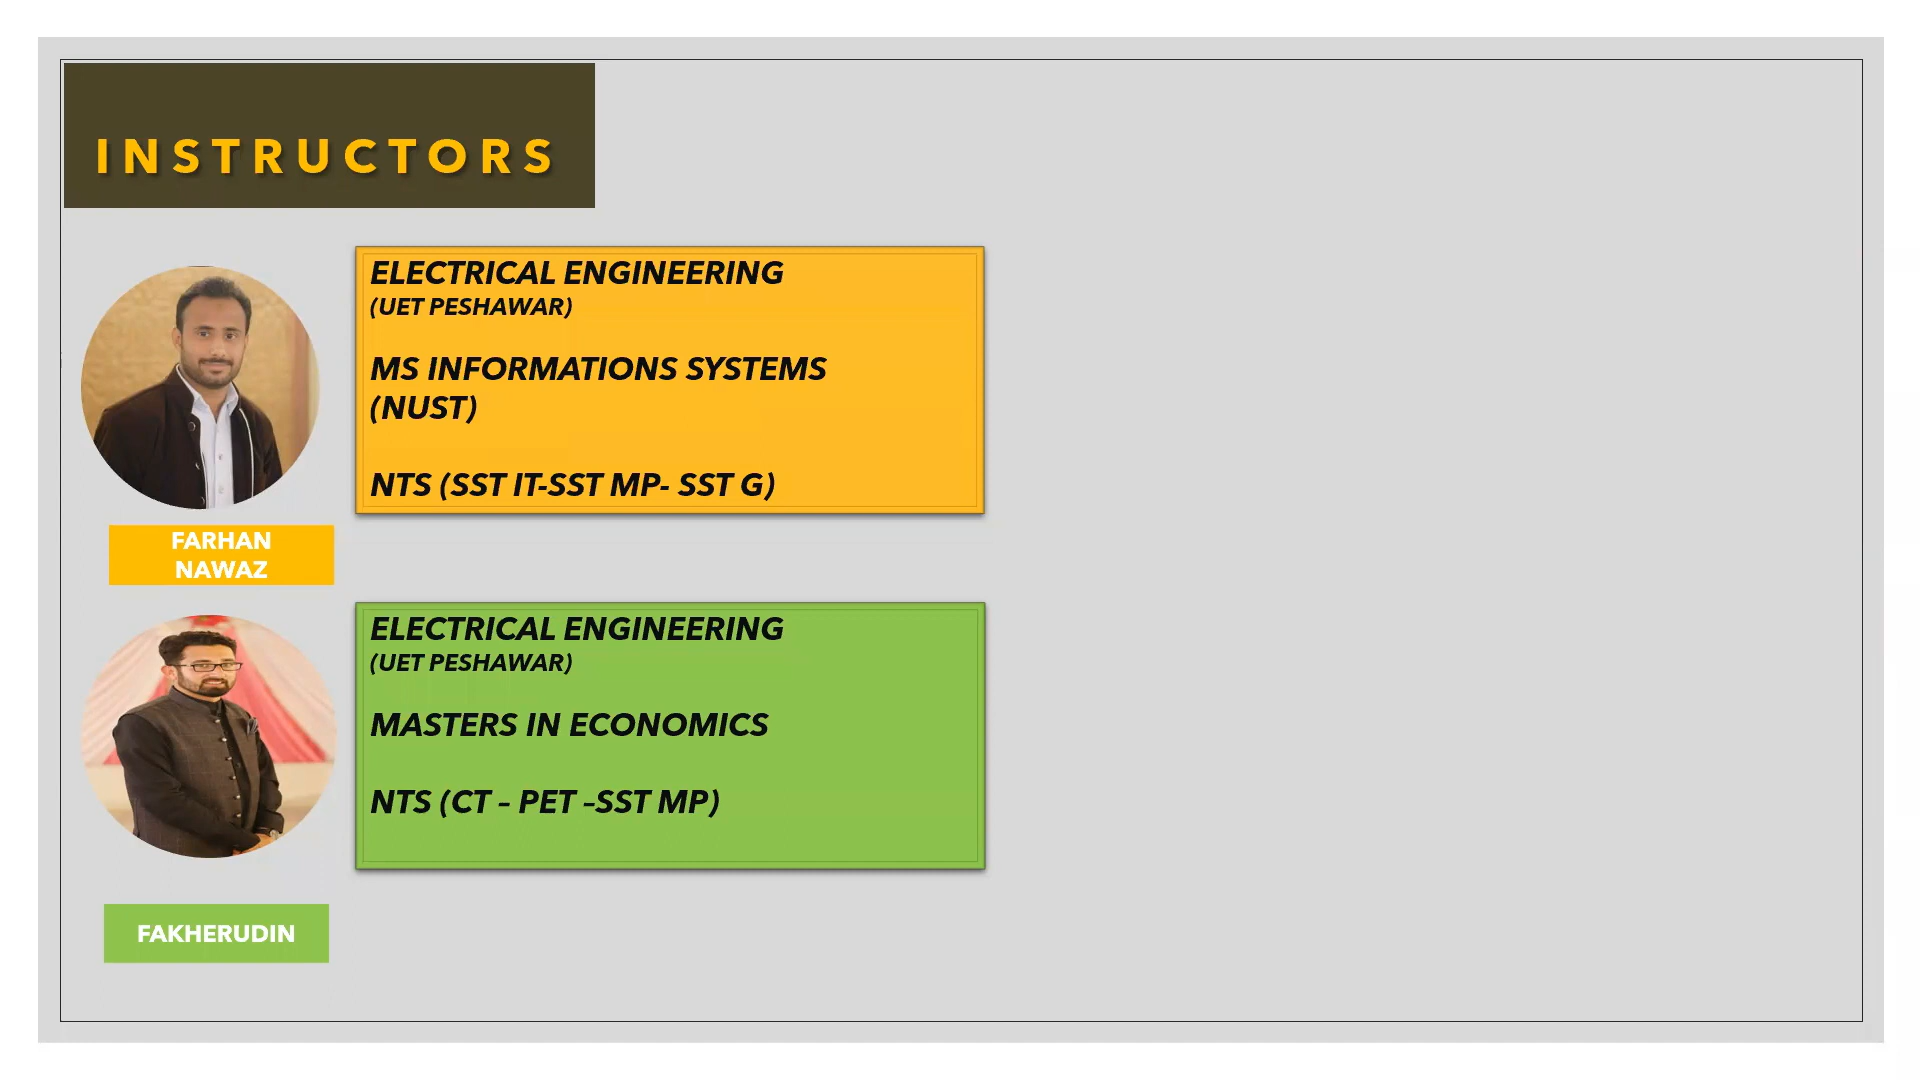 INSTRUCTORS
ELECTRICAL ENGINEERING
(UET PESHAWAR)
MS INFORMATIONS SYSTEMS
(NUST)
NTS (SST IT-SST MP- SST G)
FARHAN
NAWAZ
ELECTRICAL ENGINEERING
(UET PESHAWAR)
MASTERS IN ECONOMICS
NTS (CT – PET –SST MP)
FAKHERUDIN